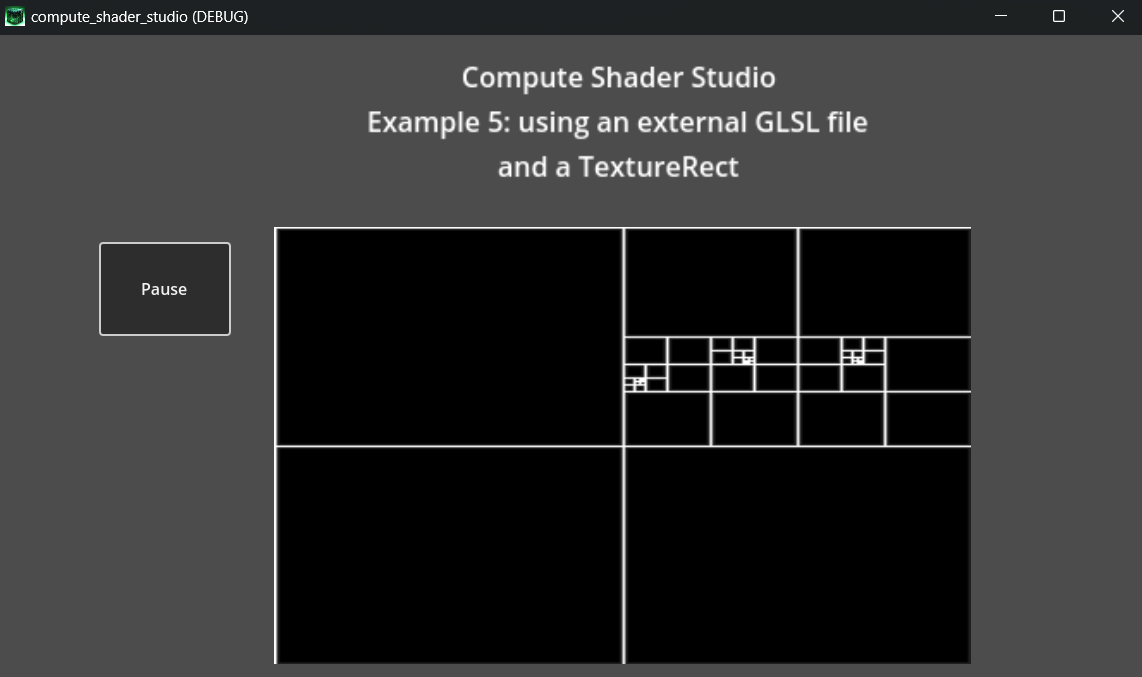 compute_shader_studio (DEBUG)
Compute Shader Studio
Example 5: using an external GLSL file
and a TextureRect
Pause